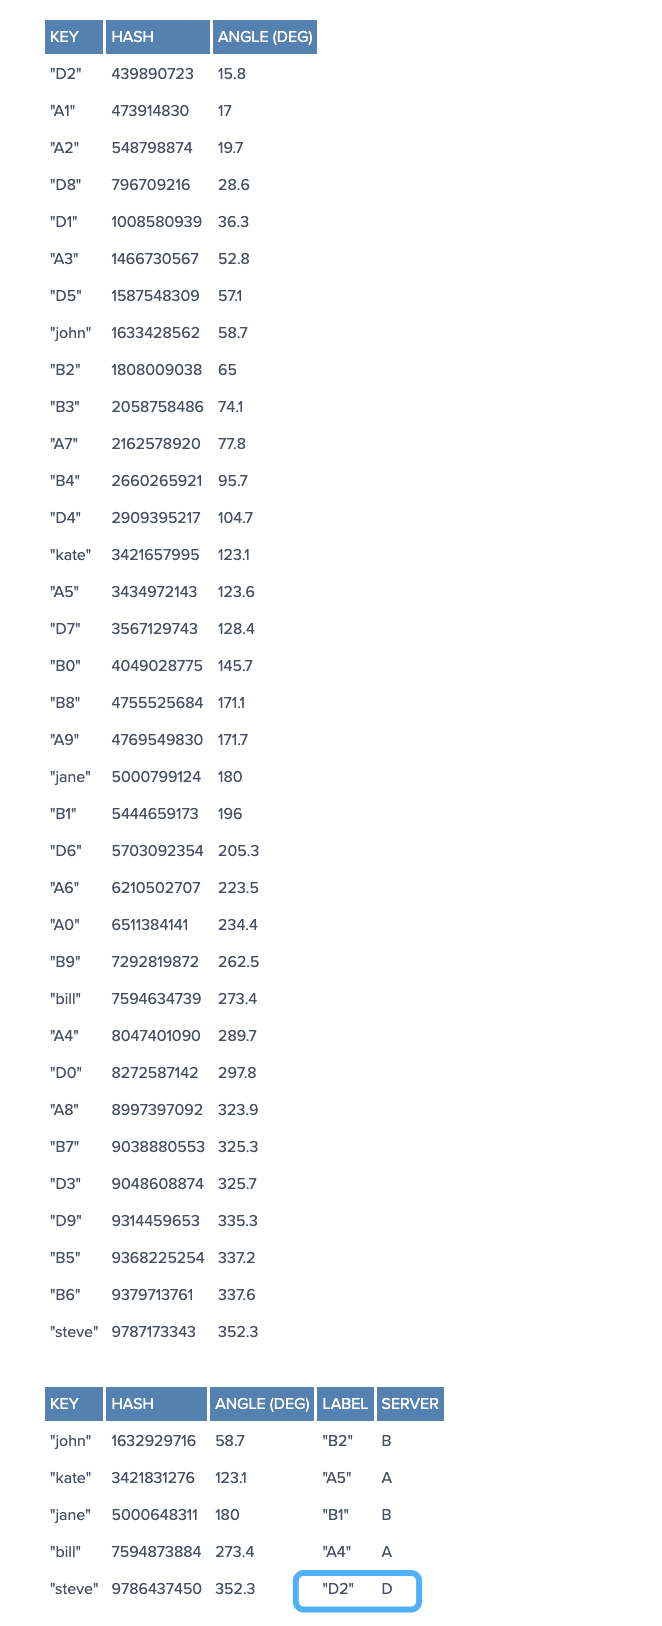 KEY HASH ANGLE (DEG)
"D2" 439890723 15.8
"A1" 473914830 17
"A2" 548798874 19.7
"D8" 796709216 28.6
"D1" 1008580939 36.3
"A3" 1466730567 52.8
"D5" 1587548309 57.1
"john" 1633428562 58.7
"B2" 1808009038 65
"B3" 2058758486 74.1
"A7" 2162578920 77.8
"B4" 2660265921 95.7
"D4" 2909395217 104.7
"kate" 3421657995 123.1
"A5" 3434972143 123.6
"D7" 3567129743 128.4
"B0" 4049028775 145.7
"B8" 4755525684 171.1
"A9" 4769549830 171.7
"jane" 5000799124 180
"B1" 5444659173 196
"D6" 5703092354 205.3
"A6" 6210502707 223.5
"A0" 6511384141 234.4
"B9" 7292819872 262.5
"bill" 7594634739 273.4
"A4" 8047401090 289.7
"D0" 8272587142 297.8
"A8" 8997397092 323.9
"B7" 9038880553 325.3
"D3" 9048608874 325.7
"D9" 9314459653 335.3
"B5" 9368225254 337.2
"B6" 9379713761 337.6
"steve" 9787173343 352.3
KEY HASH ANGLE (DEG) LABEL SERVER
"john" 1632929716 58.7 "B2" B
"kate" 3421831276 123.1 "A5" A
"jane" 5000648311 180 "B1" B
"bill" 7594873884 273.4 "A4" A
"steve" 9786437450 352.3 "D2" D